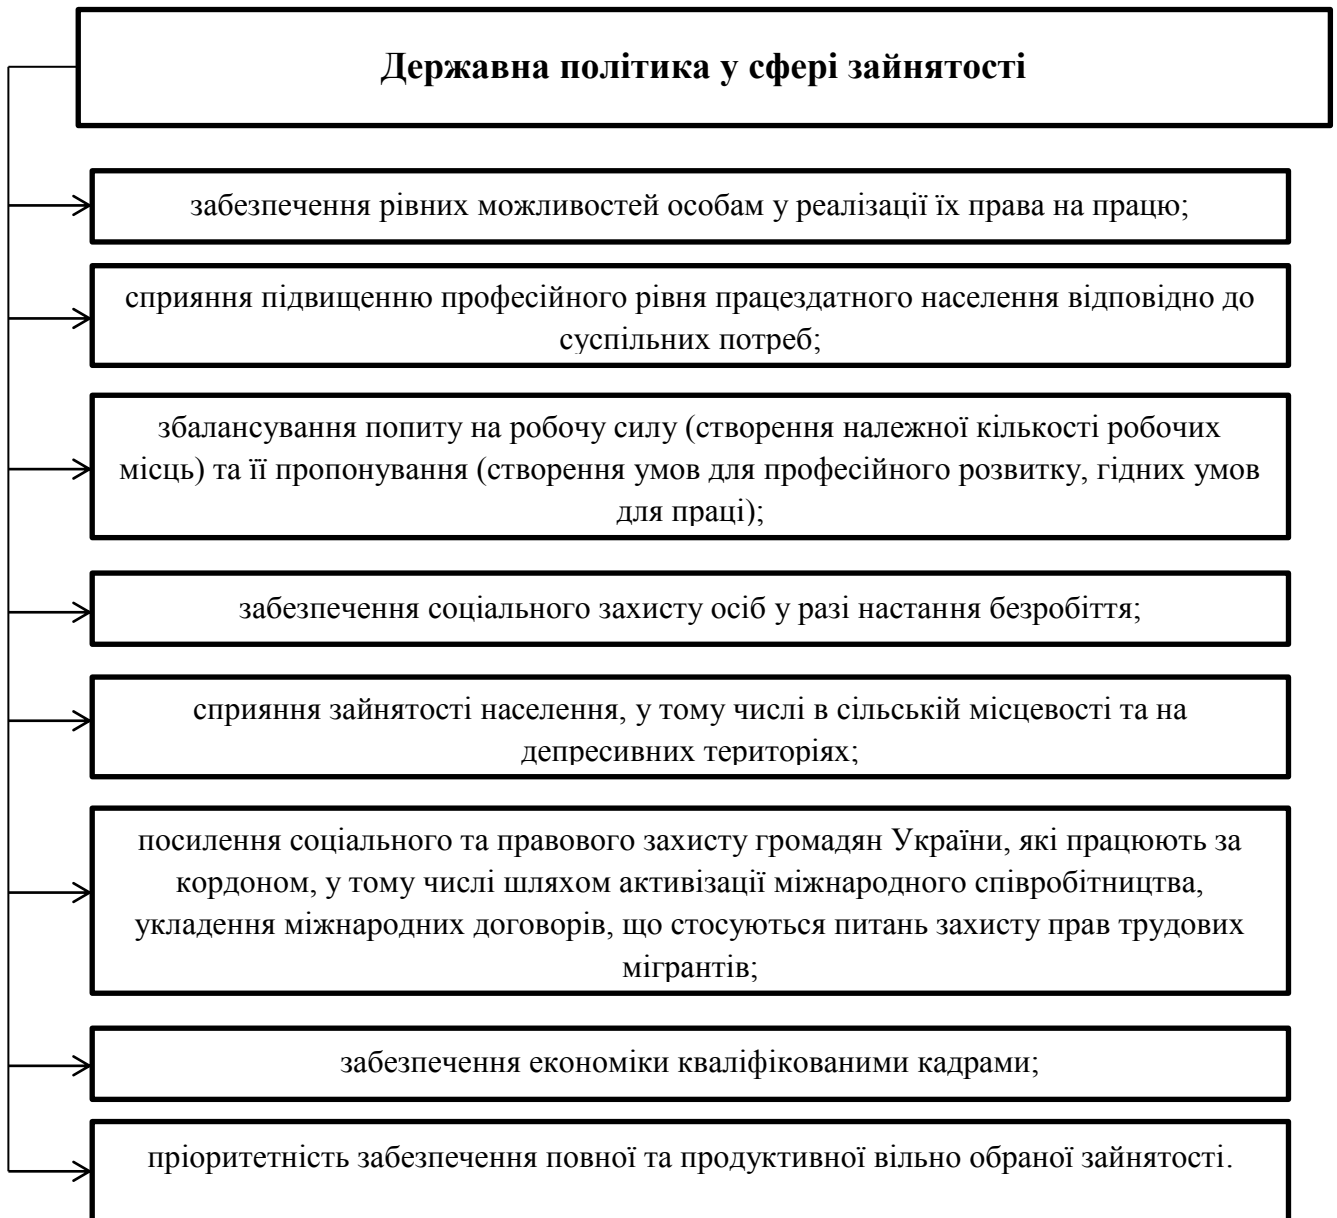 Державна політика у сфері зайнятості
забезпечення рівних можливостей особам у реалізації їх права на працю;
сприяння підвищенню професійного рівня працездатного населення відповідно до
суспільних потреб;
збалансування попиту на робочу силу (створення належної кількості робочих
місць) та її пропонування (створення умов для професійного розвитку, гідних умов
для праці);
забезпечення соціального захисту осіб у разі настання безробіття;
сприяння зайнятості населення, у тому числі в сільській місцевості та на
депресивних територіях;
посилення соціального та правового захисту громадян України, які працюють за
кордоном, у тому числі шляхом активізації міжнародного співробітництва,
укладення міжнародних договорів, що стосуються питань захисту прав трудових
мігрантів;
забезпечення економіки кваліфікованими кадрами;
пріоритетність забезпечення повної та продуктивної вільно обраної зайнятості.